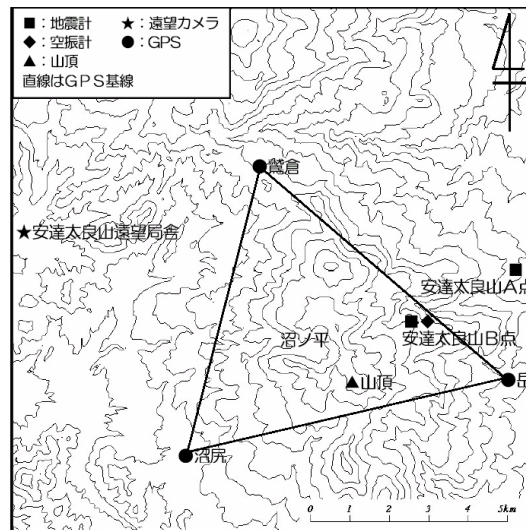 ■：地震計 ★：遠望カメラ
◆：空振計 ●：GPS
▲：山頂
直線はGPS基線
鷲倉
安達太良山遠望局舎
安達太良山A点
沼ノ平
安達太良山B点
山頂
岳
沼尻
0 1 2 3 4 5km